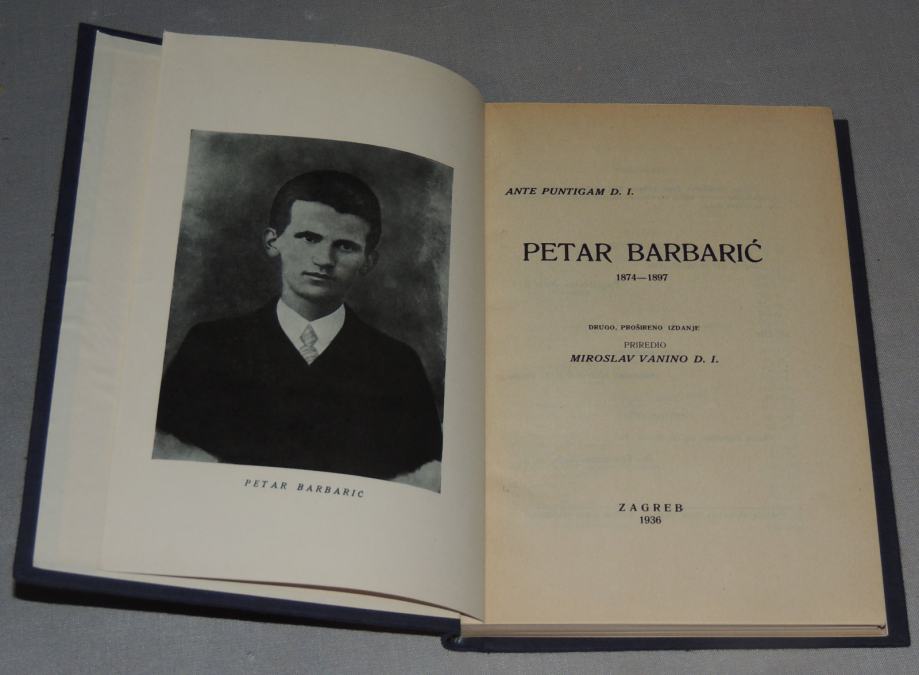 PETAR BARBARIĆ
ANTE PUNTIGAM D. I.
PETAR BARBARIĆ
1874—1897
DRUGO, PROŠIRENO IZDANJE
PRIREDIO
MIROSLAV VANINO D. I.
ZAGREB
1936